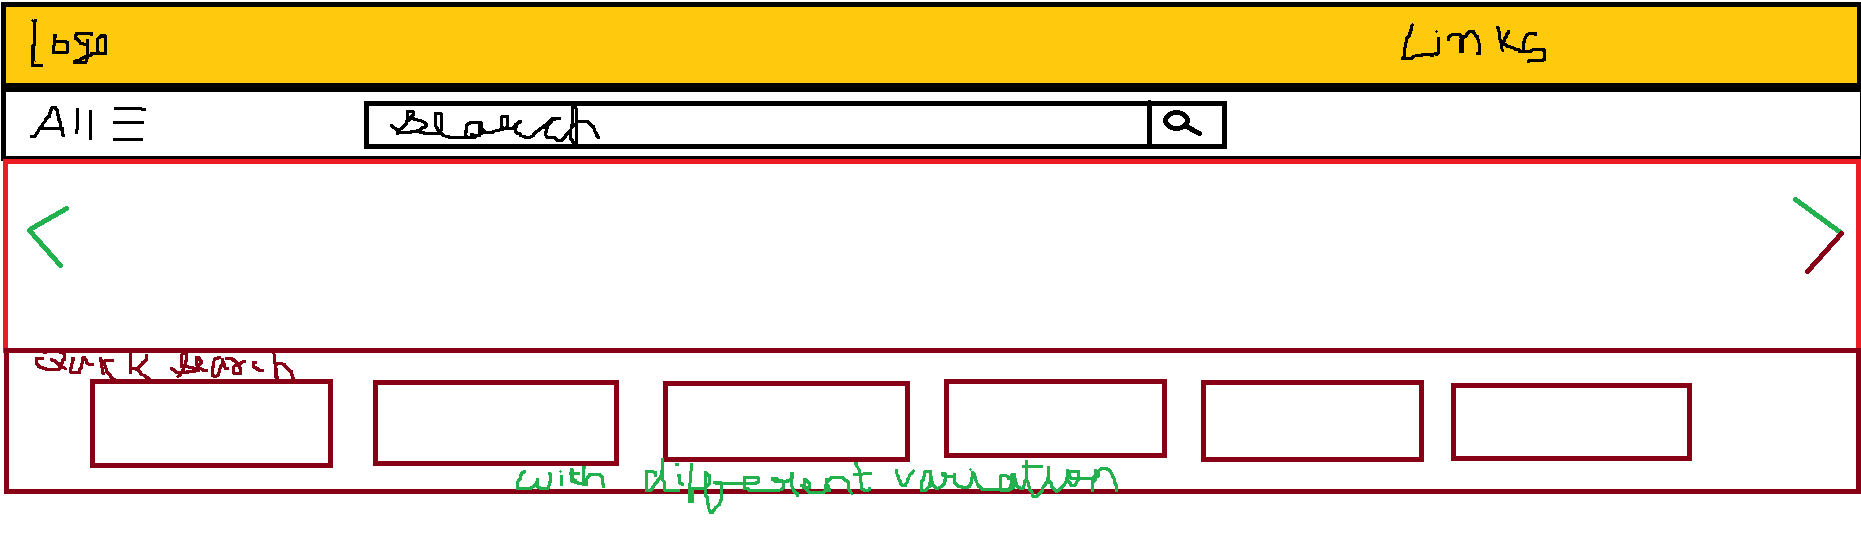 Logo
Links
All
Search
Quick Search
with different variation